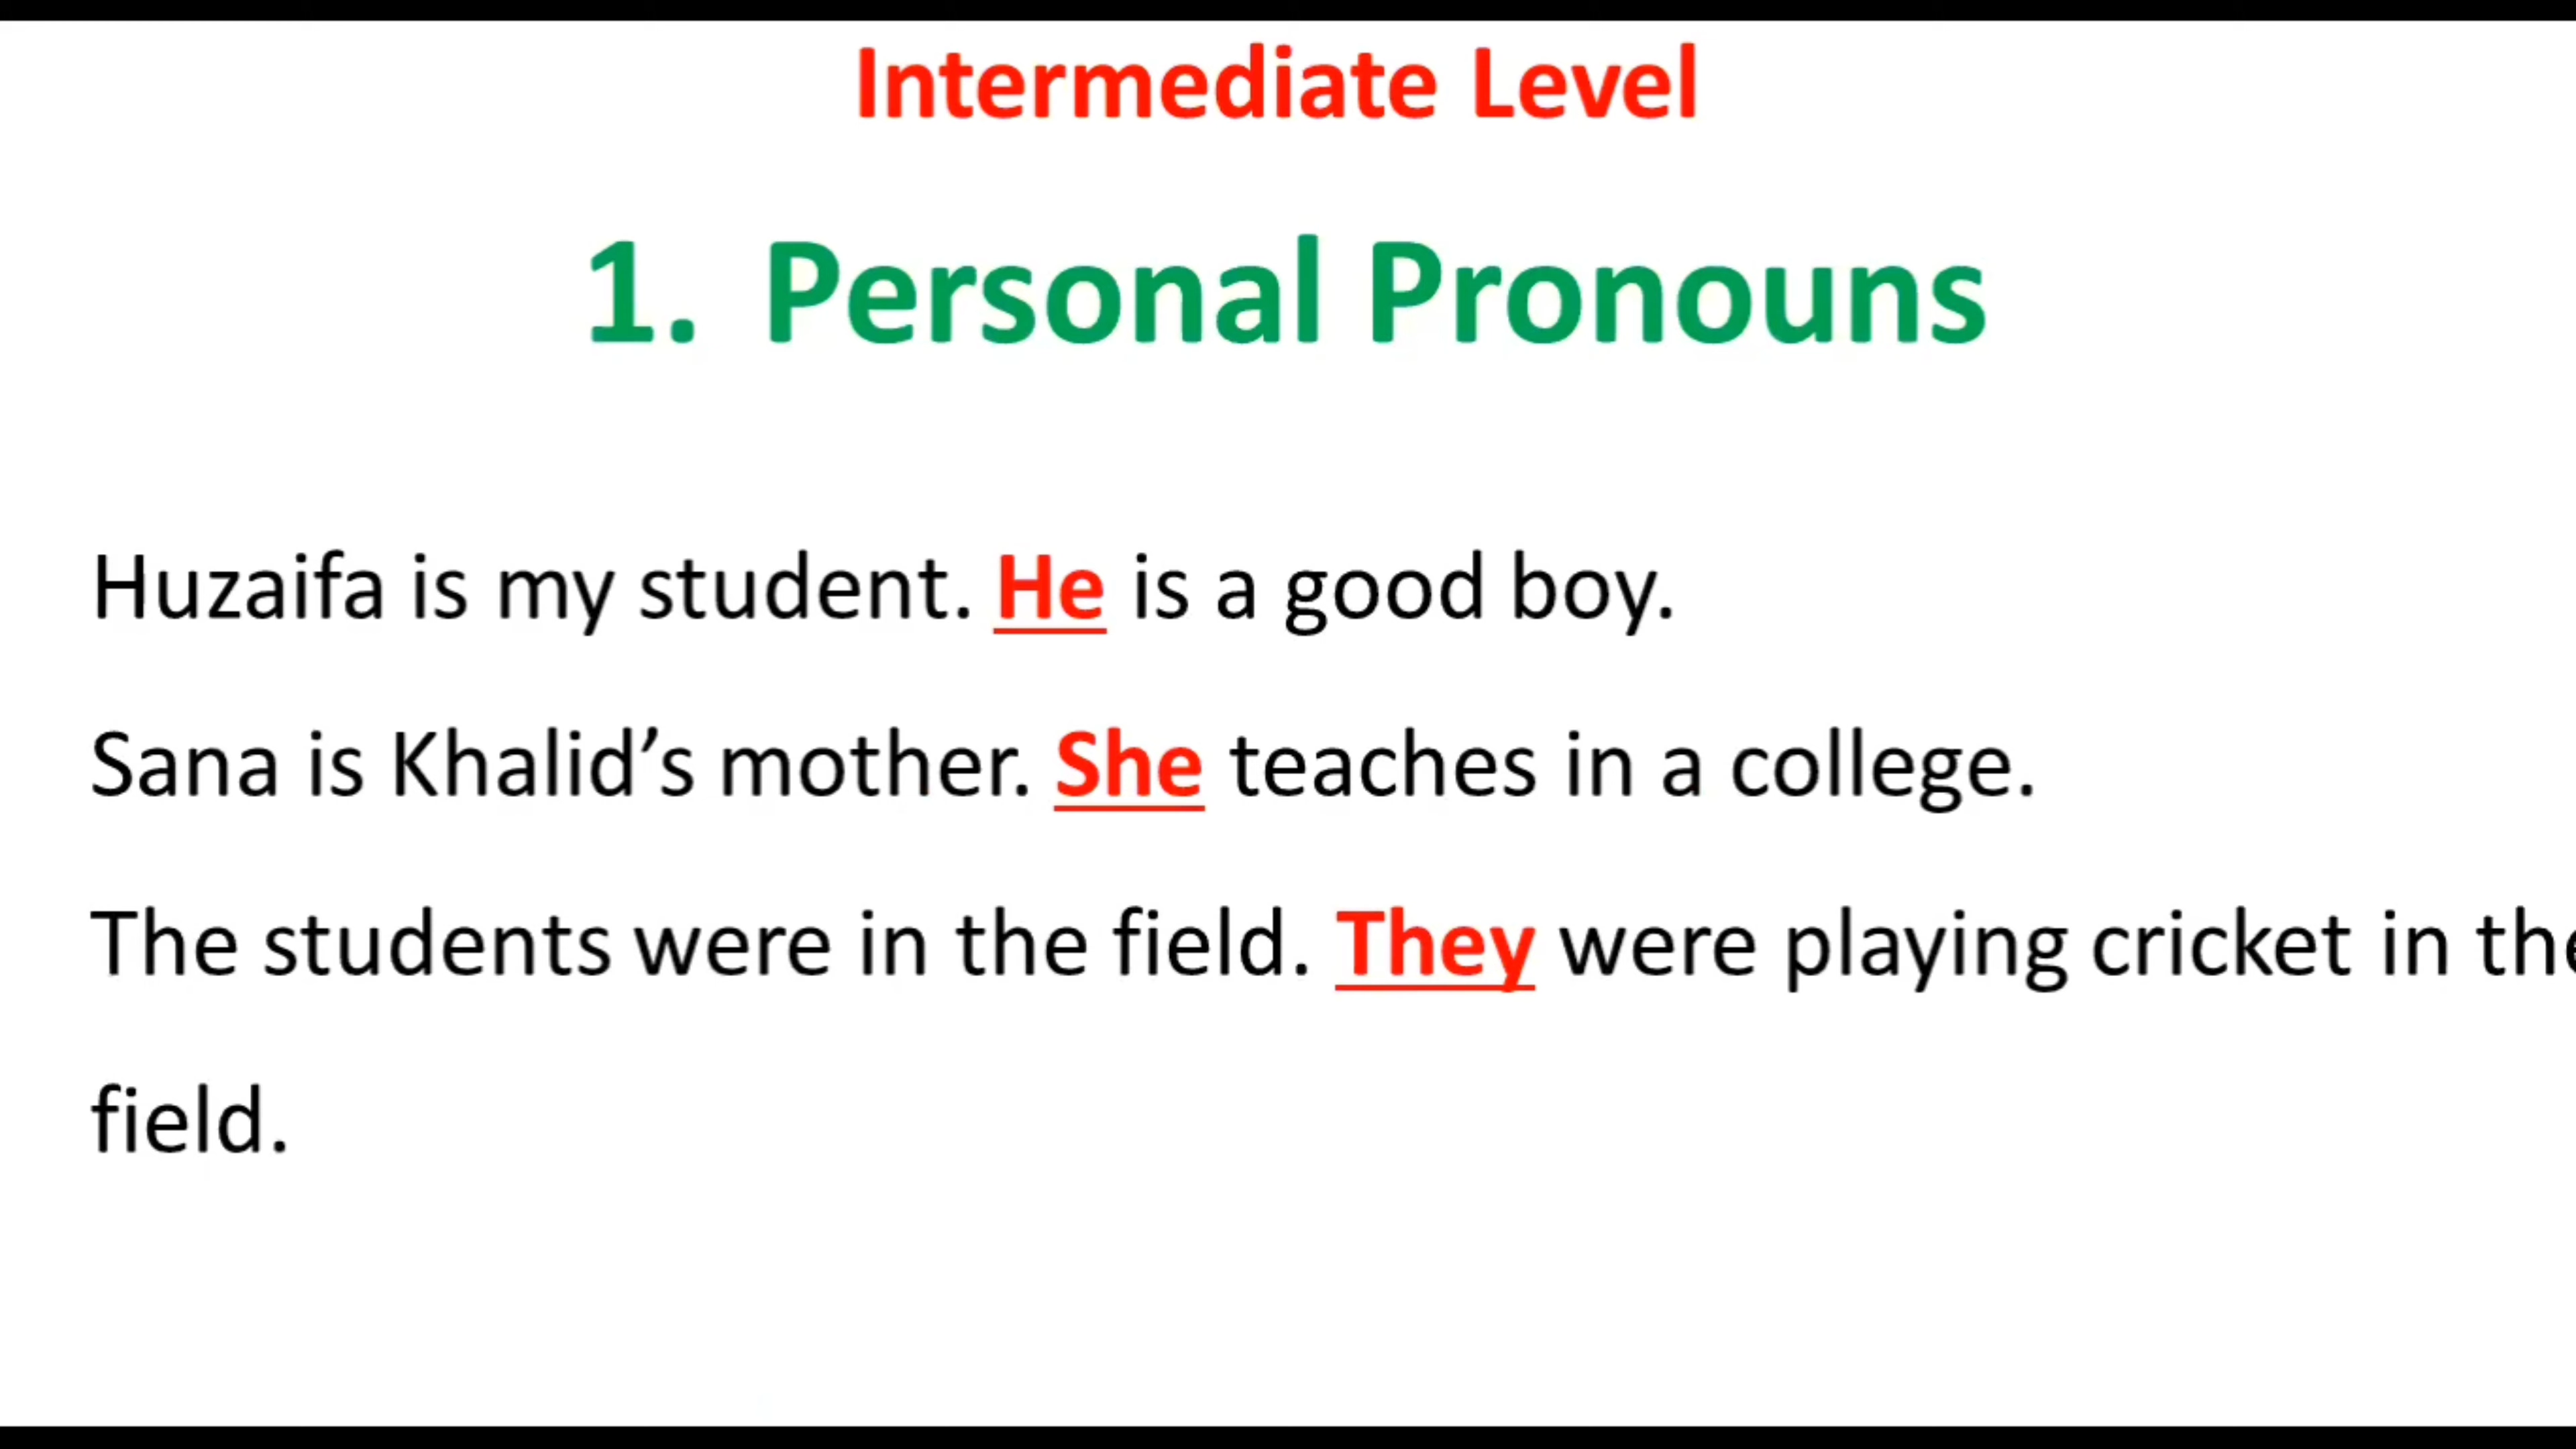 Intermediate Level
1. Personal Pronouns
Huzaifa is my student. He is a good boy.
Sana is Khalid’s mother. She teaches in a college.
The students were in the field. They were playing cricket in the
field.